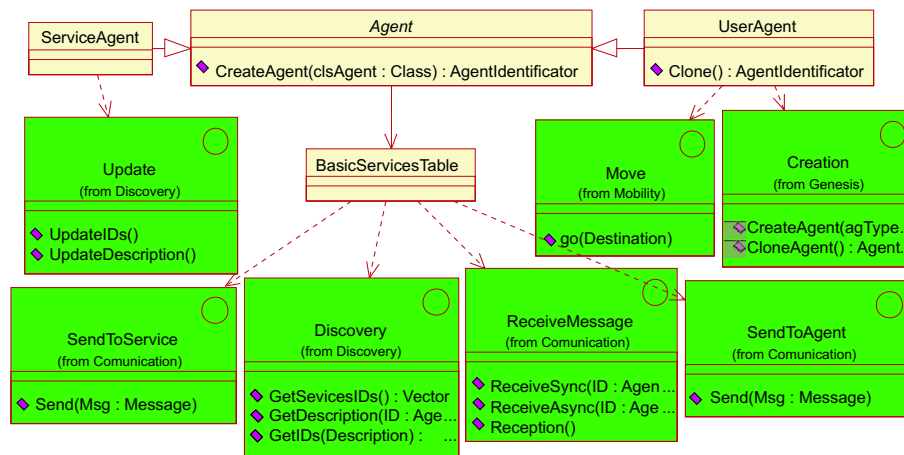 ServiceAgent
Agent
CreateAgent(clsAgent : Class) : AgentIdentificator
UserAgent
Clone() : AgentIdentificator
Update
(from Discovery)
UpdateIDs()
UpdateDescription()
BasicServicesTable
Move
(from Mobility)
go(Destination)
Creation
(from Genesis)
CreateAgent(agType...
CloneAgent() : Agent...
SendToService
(from Comunication)
Send(Msg : Message)
Discovery
(from Discovery)
GetSevicesIDs() : Vector
GetDescription(ID : Age...
GetIDs(Description) : ...
ReceiveMessage
(from Comunication)
ReceiveSync(ID : Agen ...
ReceiveAsync(ID : Age ...
Reception()
SendToAgent
(from Comunication)
Send(Msg : Message)